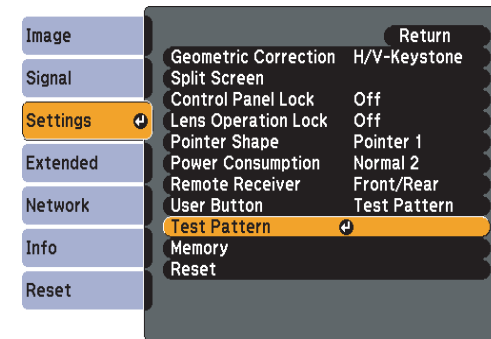 Image
Signal
Settings
Extended
Network
Info
Reset
Return
Geometric Correction H/V-Keystone
Split Screen
Control Panel Lock Off
Lens Operation Lock Off
Pointer Shape Pointer 1
Power Consumption Normal 2
Remote Receiver Front/Rear
User Button Test Pattern
Test Pattern
Memory
Reset